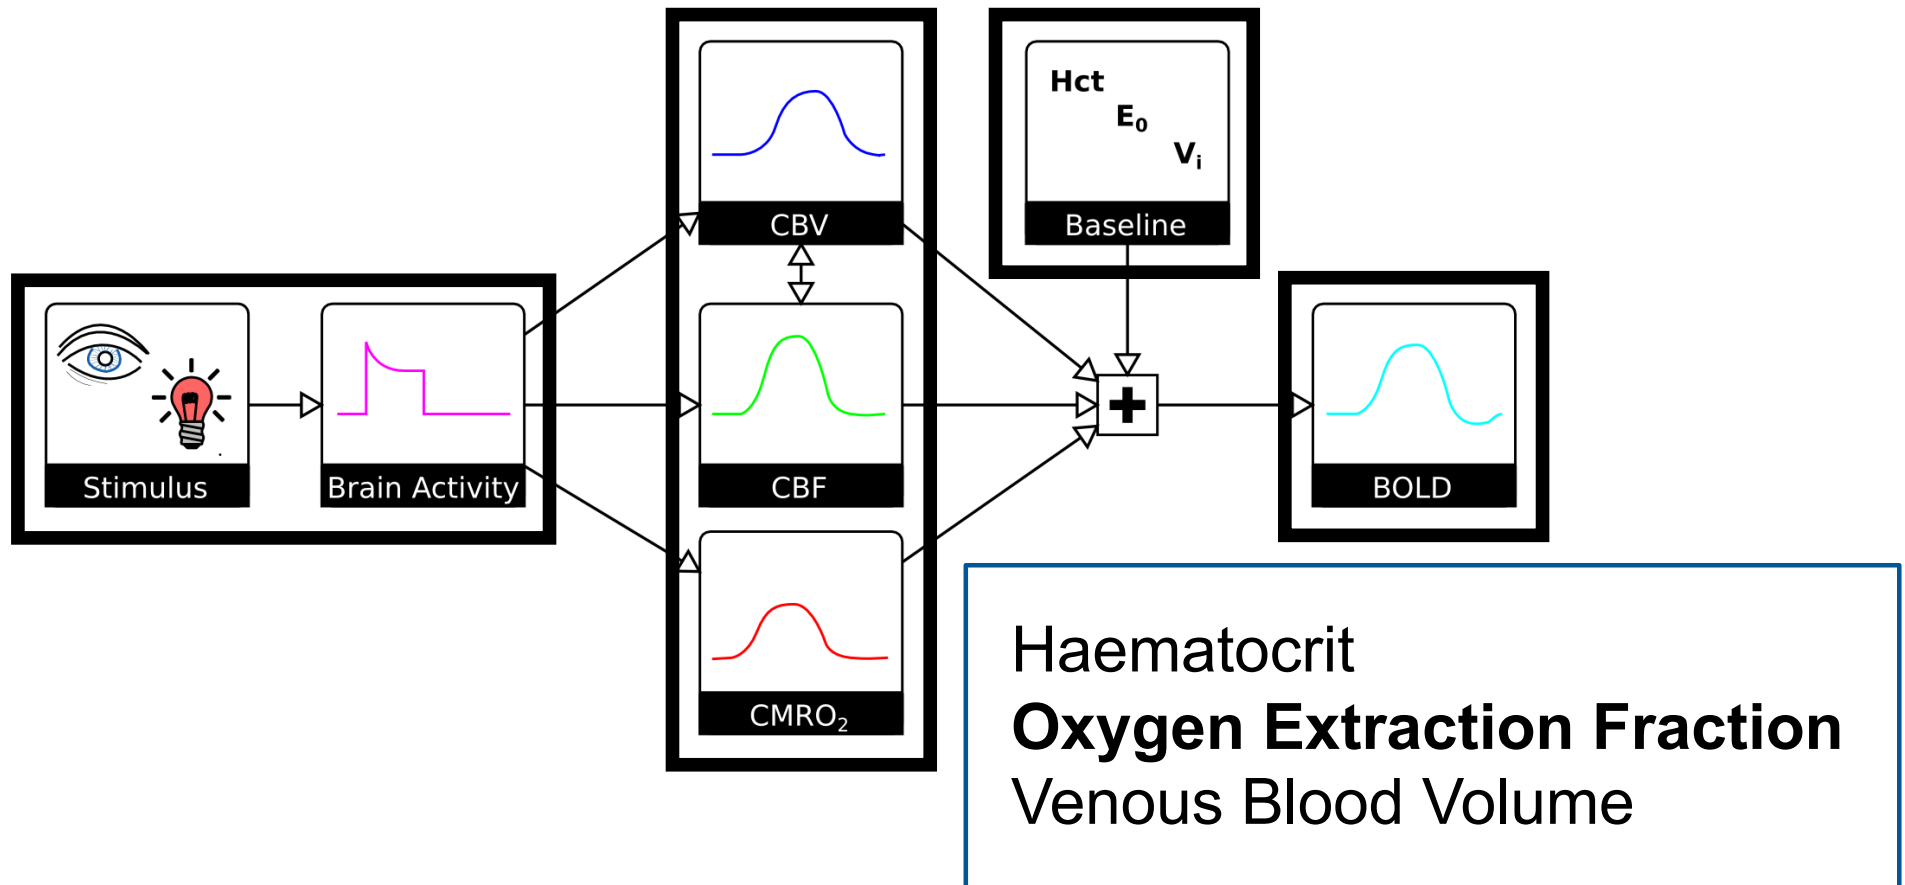 CBV
Hct
E₀
Vᵢ
Baseline
Stimulus
Brain Activity
CBF
BOLD
CMRO₂
Haematocrit
Oxygen Extraction Fraction
Venous Blood Volume